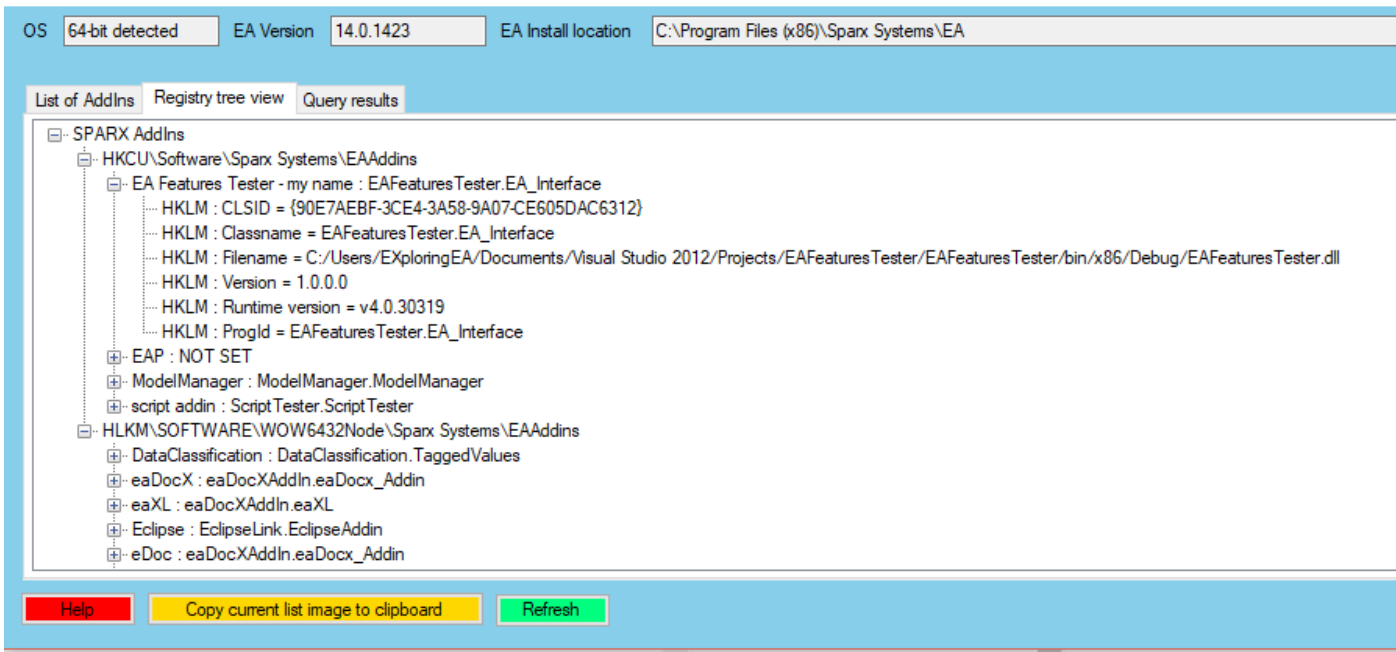 OS 64-bit detected EA Version 14.0.1423 EA Install location C:\Program Files (x86)\Sparx Systems\EA
List of AddIns Registry tree view Query results
SPARX AddIns
HKCU\Software\Sparx Systems\EAAddins
EA Features Tester - my name : EAFeaturesTester.EA_Interface
HKLM : CLSID = {90E7AEBF-3CE4-3A58-9A07-CE605DAC6312}
HKLM : Classname = EAFeaturesTester.EA_Interface
HKLM : Filename = C:/Users/EXploringEA/Documents/Visual Studio 2012/Projects/EAFeaturesTester/EAFeaturesTester/bin/x86/Debug/EAFeaturesTester.dll
HKLM : Version = 1.0.0.0
HKLM : Runtime version = v4.0.30319
HKLM : ProgId = EAFeaturesTester.EA_Interface
EAP : NOT SET
ModelManager : ModelManager.ModelManager
script addin : ScriptTester.ScriptTester
HLKM\SOFTWARE\WOW6432Node\Sparx Systems\EAAddins
DataClassification : DataClassification.TaggedValues
eaDocX : eaDocXAddIn.eaDocx_Addin
eaXL : eaDocXAddIn.eaXL
Eclipse : EclipseLink.EclipseAddin
eDoc : eaDocXAddIn.eaDocx_Addin
Help Copy current list image to clipboard Refresh